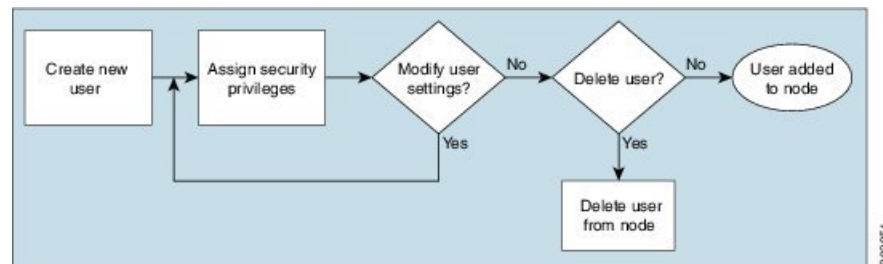 Create new
user
Assign security
privileges
Modify user
settings?
No
Yes
Delete user?
No
Yes
User added
to node
Delete user
from node